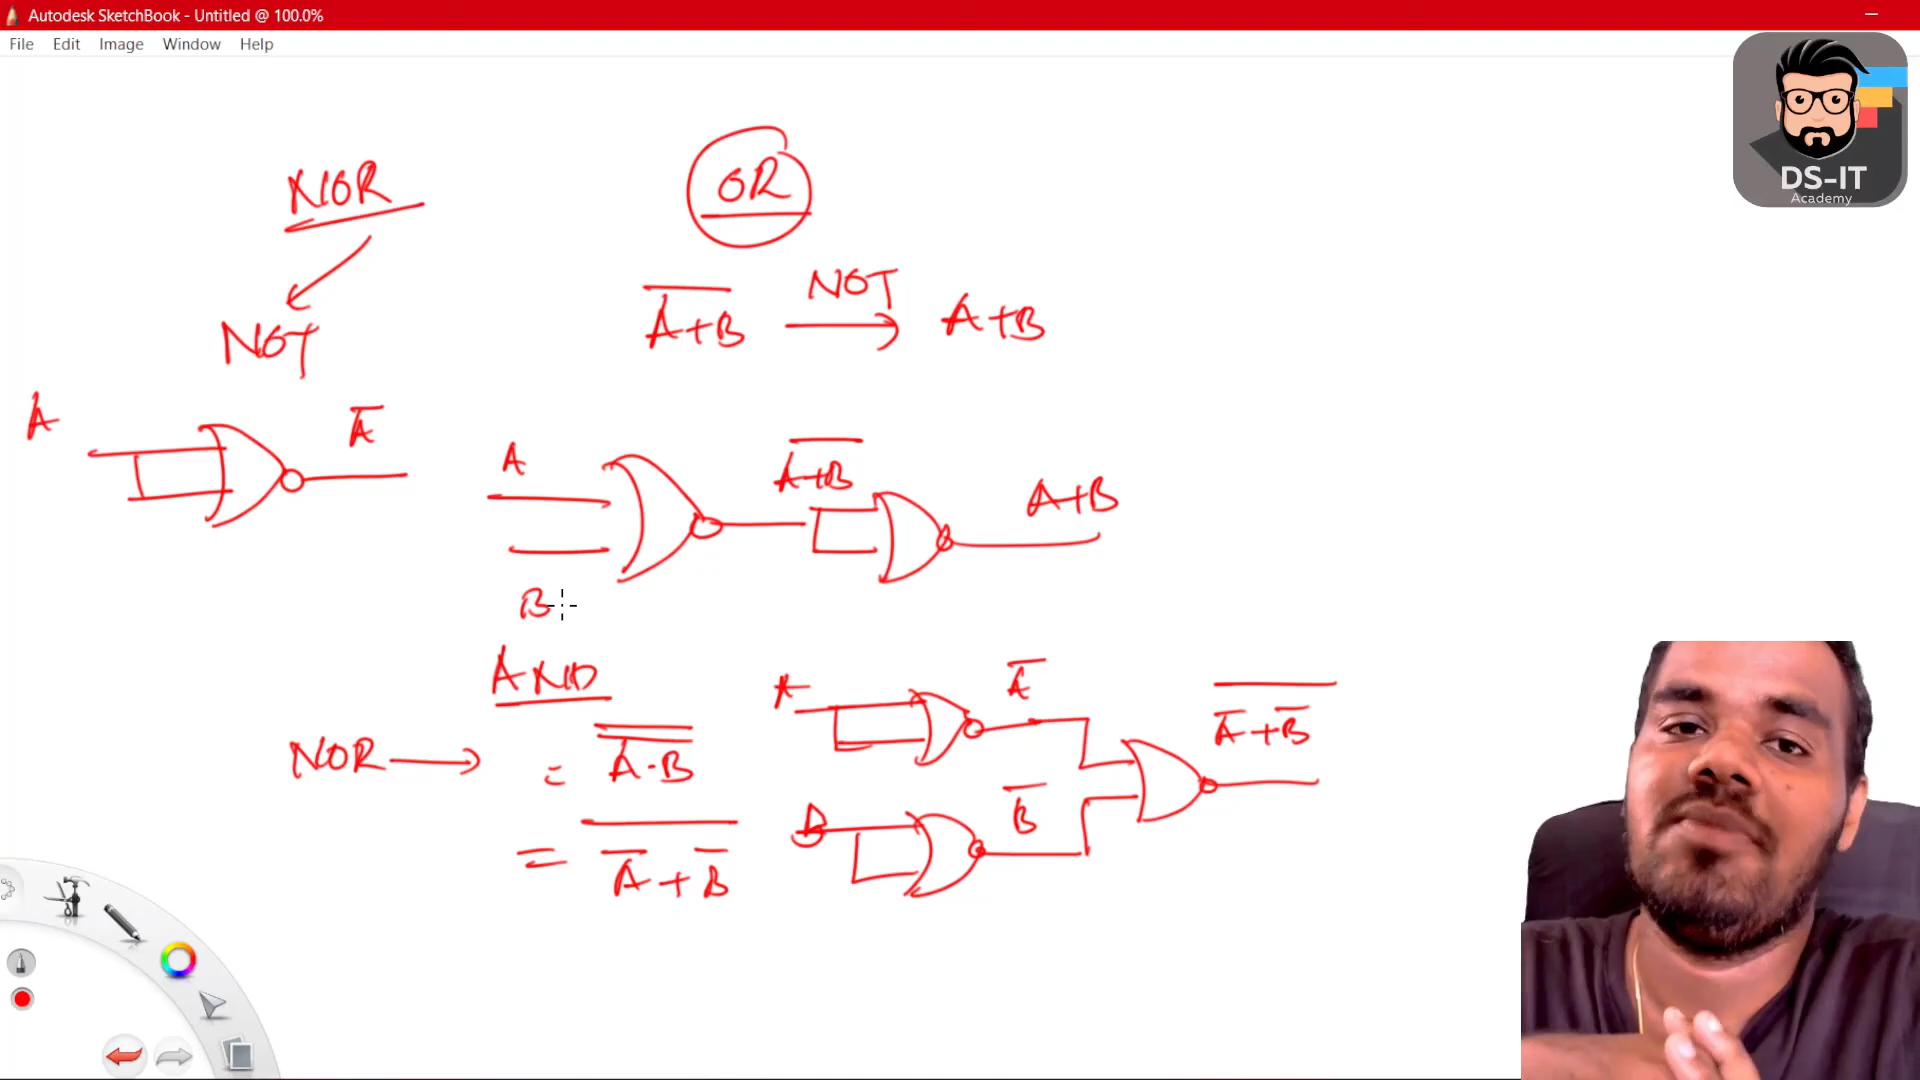 Autodesk SketchBook - Untitled @ 100.0%
File Edit Image Window Help
DS-IT
Academy
NOR
NOT
A
A̅
OR
A̅+̅B̅ NOT A+B
A
B
A̅+̅B̅
A+B
AND
NOR
= A̿·̿B̿
= A̅̅+̅B̅̅
A
A̅
B
B̅
A̅̅+̅B̅̅